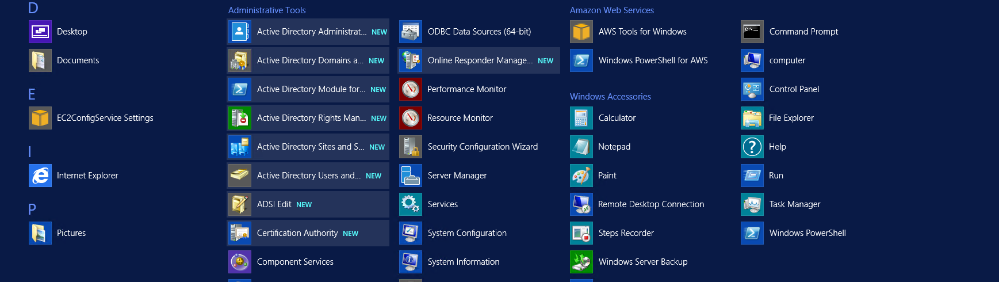 D
Desktop
Documents
E
EC2ConfigService Settings
I
Internet Explorer
P
Pictures
Administrative Tools
Active Directory Administrat... NEW
Active Directory Domains a... NEW
Active Directory Module for... NEW
Active Directory Rights Man... NEW
Active Directory Sites and S... NEW
Active Directory Users and... NEW
ADSI Edit NEW
Certification Authority NEW
Component Services
ODBC Data Sources (64-bit)
Online Responder Manage... NEW
Performance Monitor
Resource Monitor
Security Configuration Wizard
Server Manager
Services
System Configuration
System Information
Amazon Web Services
AWS Tools for Windows
Windows PowerShell for AWS
Windows Accessories
Calculator
Notepad
Paint
Remote Desktop Connection
Steps Recorder
Windows Server Backup
Command Prompt
computer
Control Panel
File Explorer
Help
Run
Task Manager
Windows PowerShell